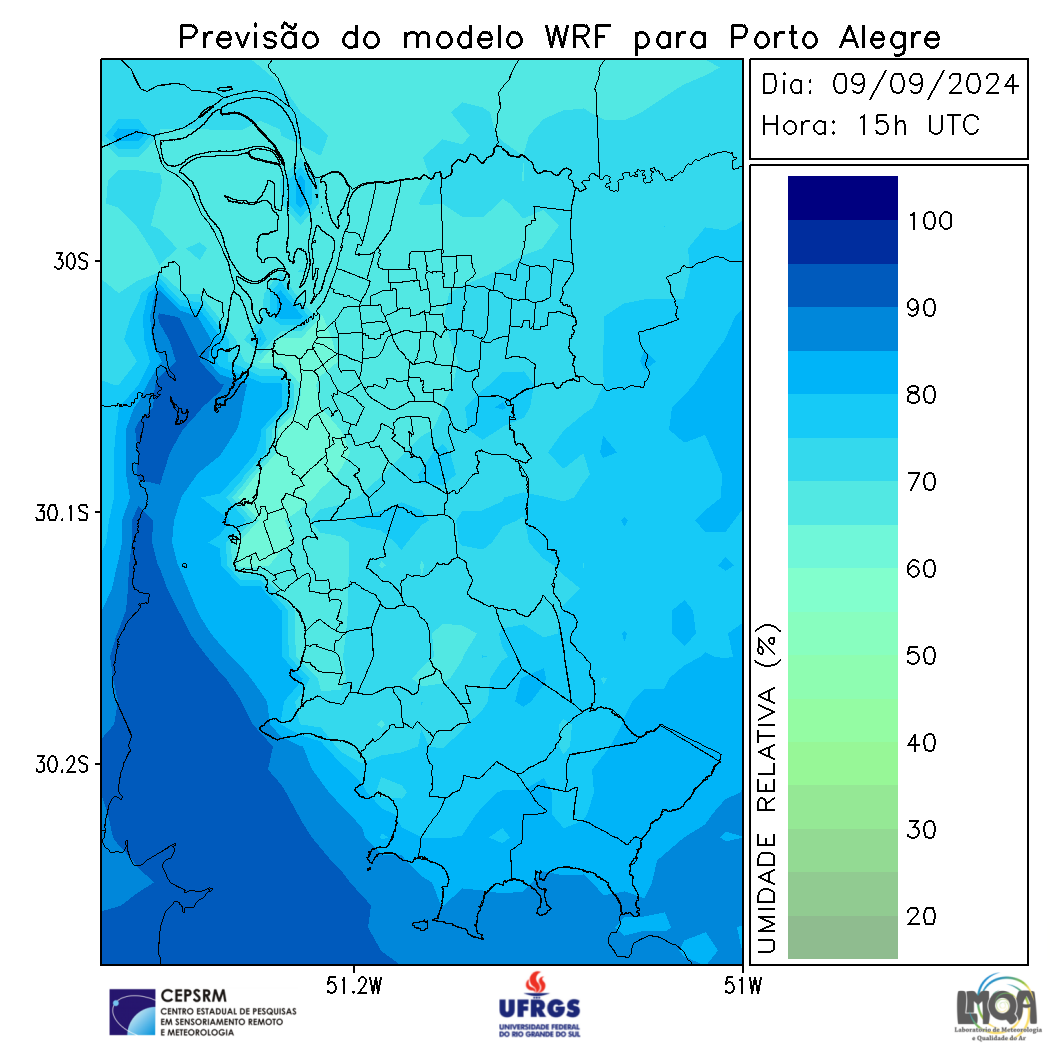 Previsão do modelo WRF para Porto Alegre
Dia: 09/09/2024
Hora: 15h UTC
30S
30.1S
30.2S
51.2W
51W
UMIDADE RELATIVA (%)
100
90
80
70
60
50
40
30
20
CEPSRM
CENTRO ESTADUAL DE PESQUISAS
EM SENSORIAMENTO REMOTO
E METEOROLOGIA
UFRGS
UNIVERSIDADE FEDERAL
DO RIO GRANDE DO SUL
LMQA
Laboratório de Meteorologia
e Qualidade do Ar